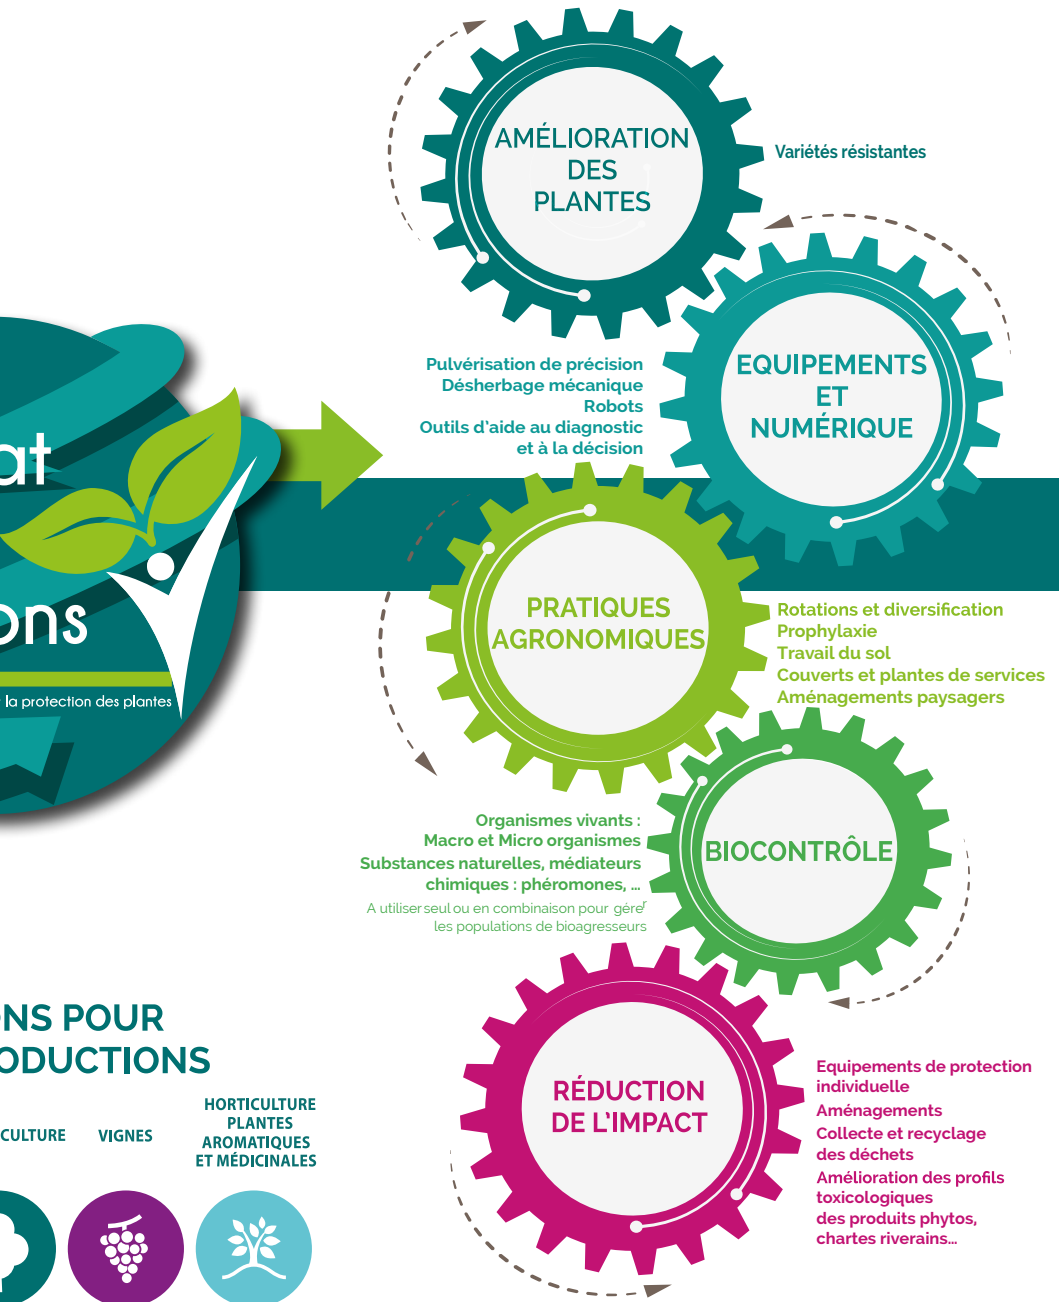 AMÉLIORATION
DES
PLANTES
Variétés résistantes
EQUIPEMENTS
ET
NUMÉRIQUE
Pulvérisation de précision
Désherbage mécanique
Robots
Outils d'aide au diagnostic
et à la décision
at
ons
la protection des plantes
PRATIQUES
AGRONOMIQUES
Rotations et diversification
Prophylaxie
Travail du sol
Couverts et plantes de services
Aménagements paysagers
BIOCONTRÔLE
Organismes vivants :
Macro et Micro organismes
Substances naturelles, médiateurs
chimiques : phéromones, ...
A utiliser seul ou en combinaison pour gérer
les populations de bioagresseurs
RÉDUCTION
DE L'IMPACT
Equipements de protection
individuelle
Aménagements
Collecte et recyclage
des déchets
Amélioration des profils
toxicologiques
des produits phytos,
chartes riverains...
ONS POUR
ODUCTIONS
CULTURE
VIGNES
HORTICULTURE
PLANTES
AROMATIQUES
ET MÉDICINALES